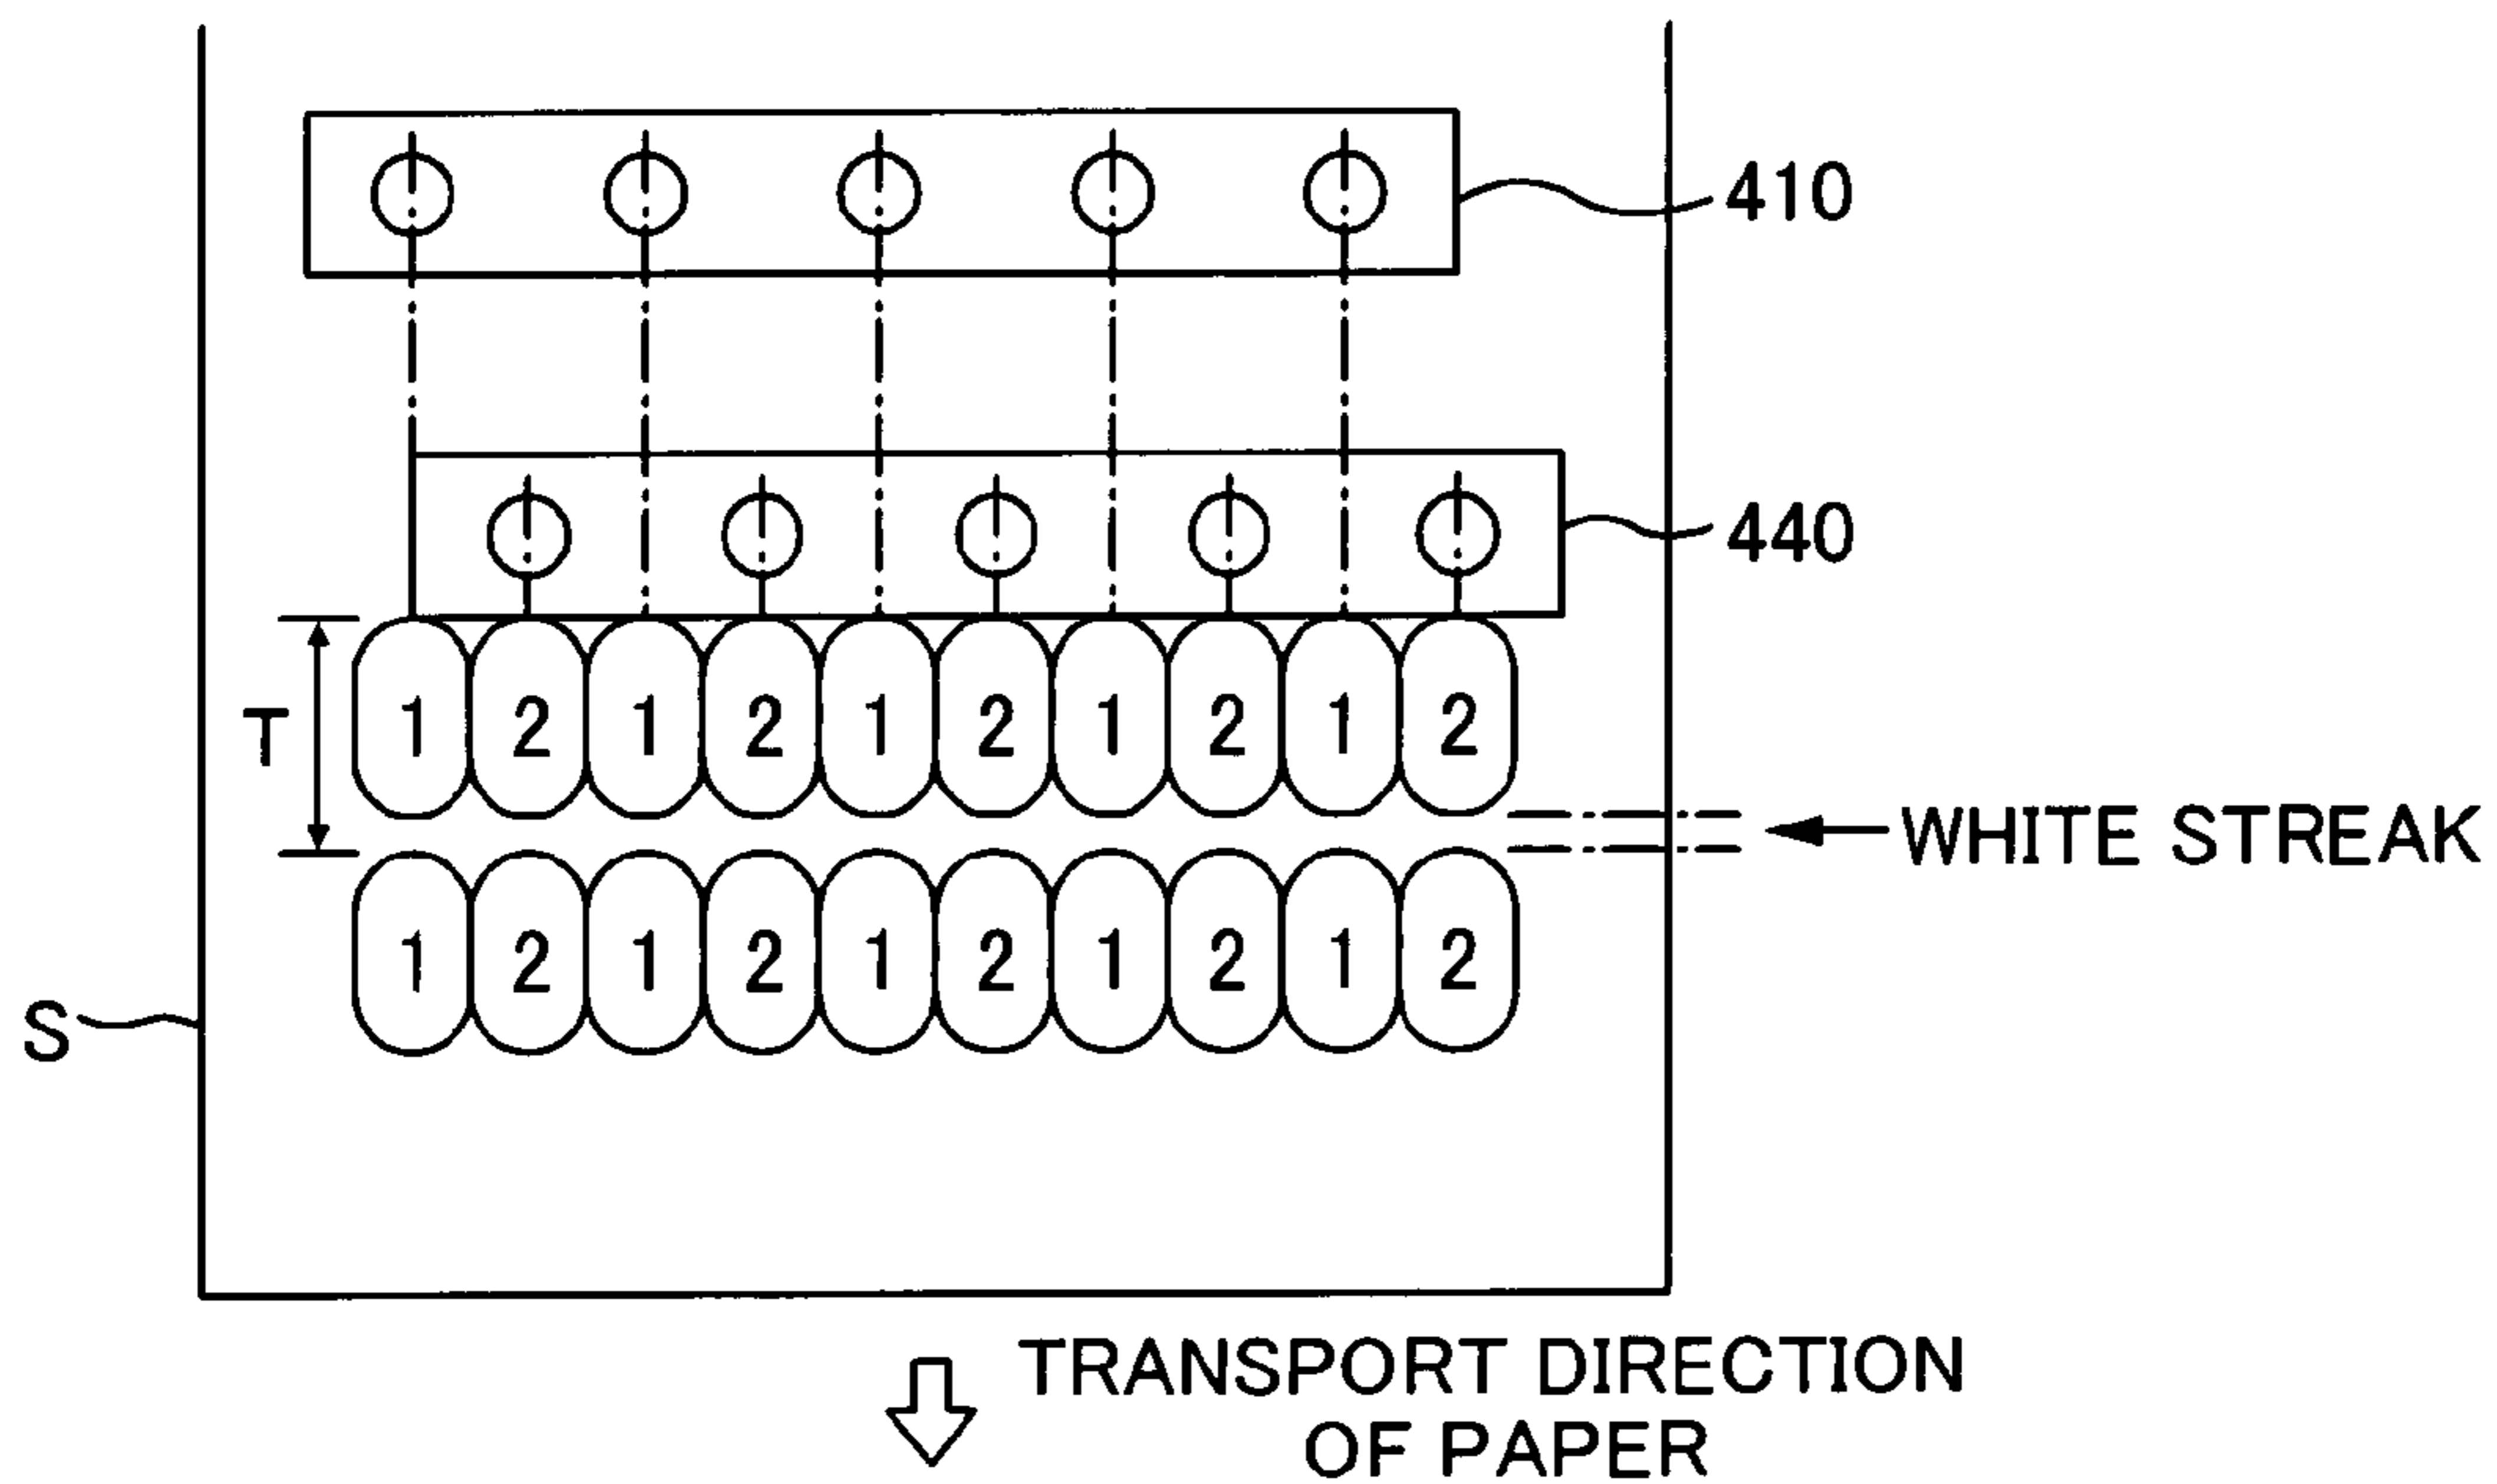 410
440
T
1 2 1 2 1 2 1 2 1 2
WHITE STREAK
1 2 1 2 1 2 1 2 1 2
S
TRANSPORT DIRECTION
OF PAPER